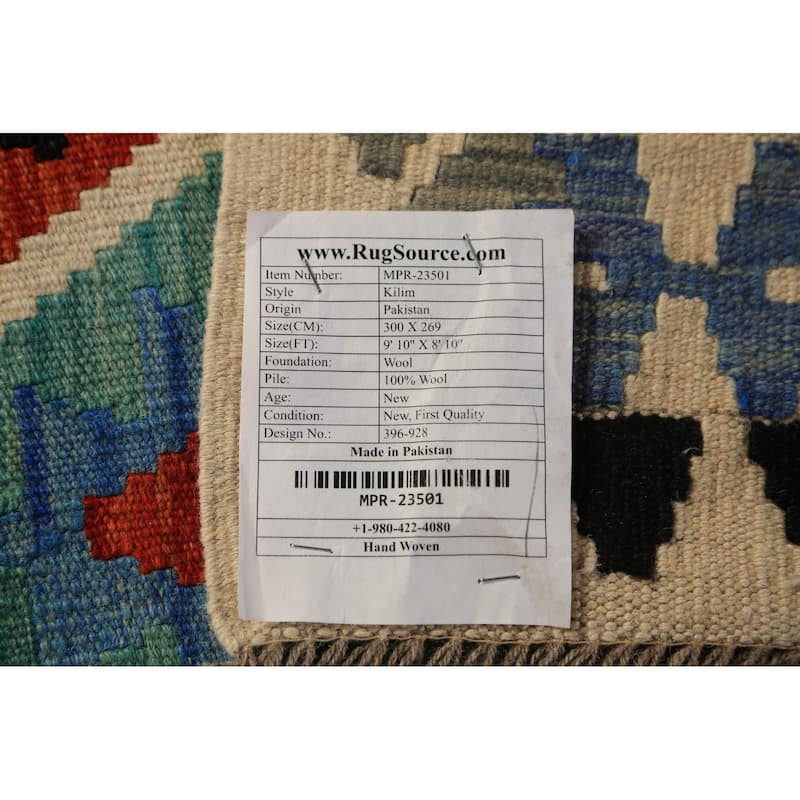 www.RugSource.com
Item Number: MPR-23501
Style Kilim
Origin Pakistan
Size(CM): 300 X 269
Size(FT): 9' 10" X 8' 10"
Foundation: Wool
Pile: 100% Wool
Age: New
Condition: New, First Quality
Design No.: 396-928
Made in Pakistan
MPR-23501
+1-980-422-4080
Hand Woven